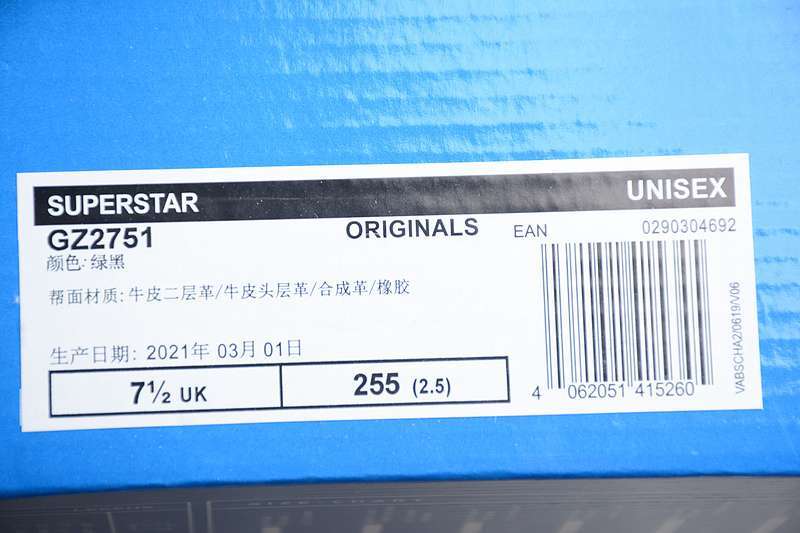 SUPERSTAR
UNISEX
GZ2751
ORIGINALS
EAN
0290304692
颜色: 绿黑
帮面材质: 牛皮二层革/牛皮头层革/合成革/橡胶
生产日期: 2021年 03月 01日
7½ UK
255 (2.5)
4 062051 415260
VABSCHA2/0619/V06